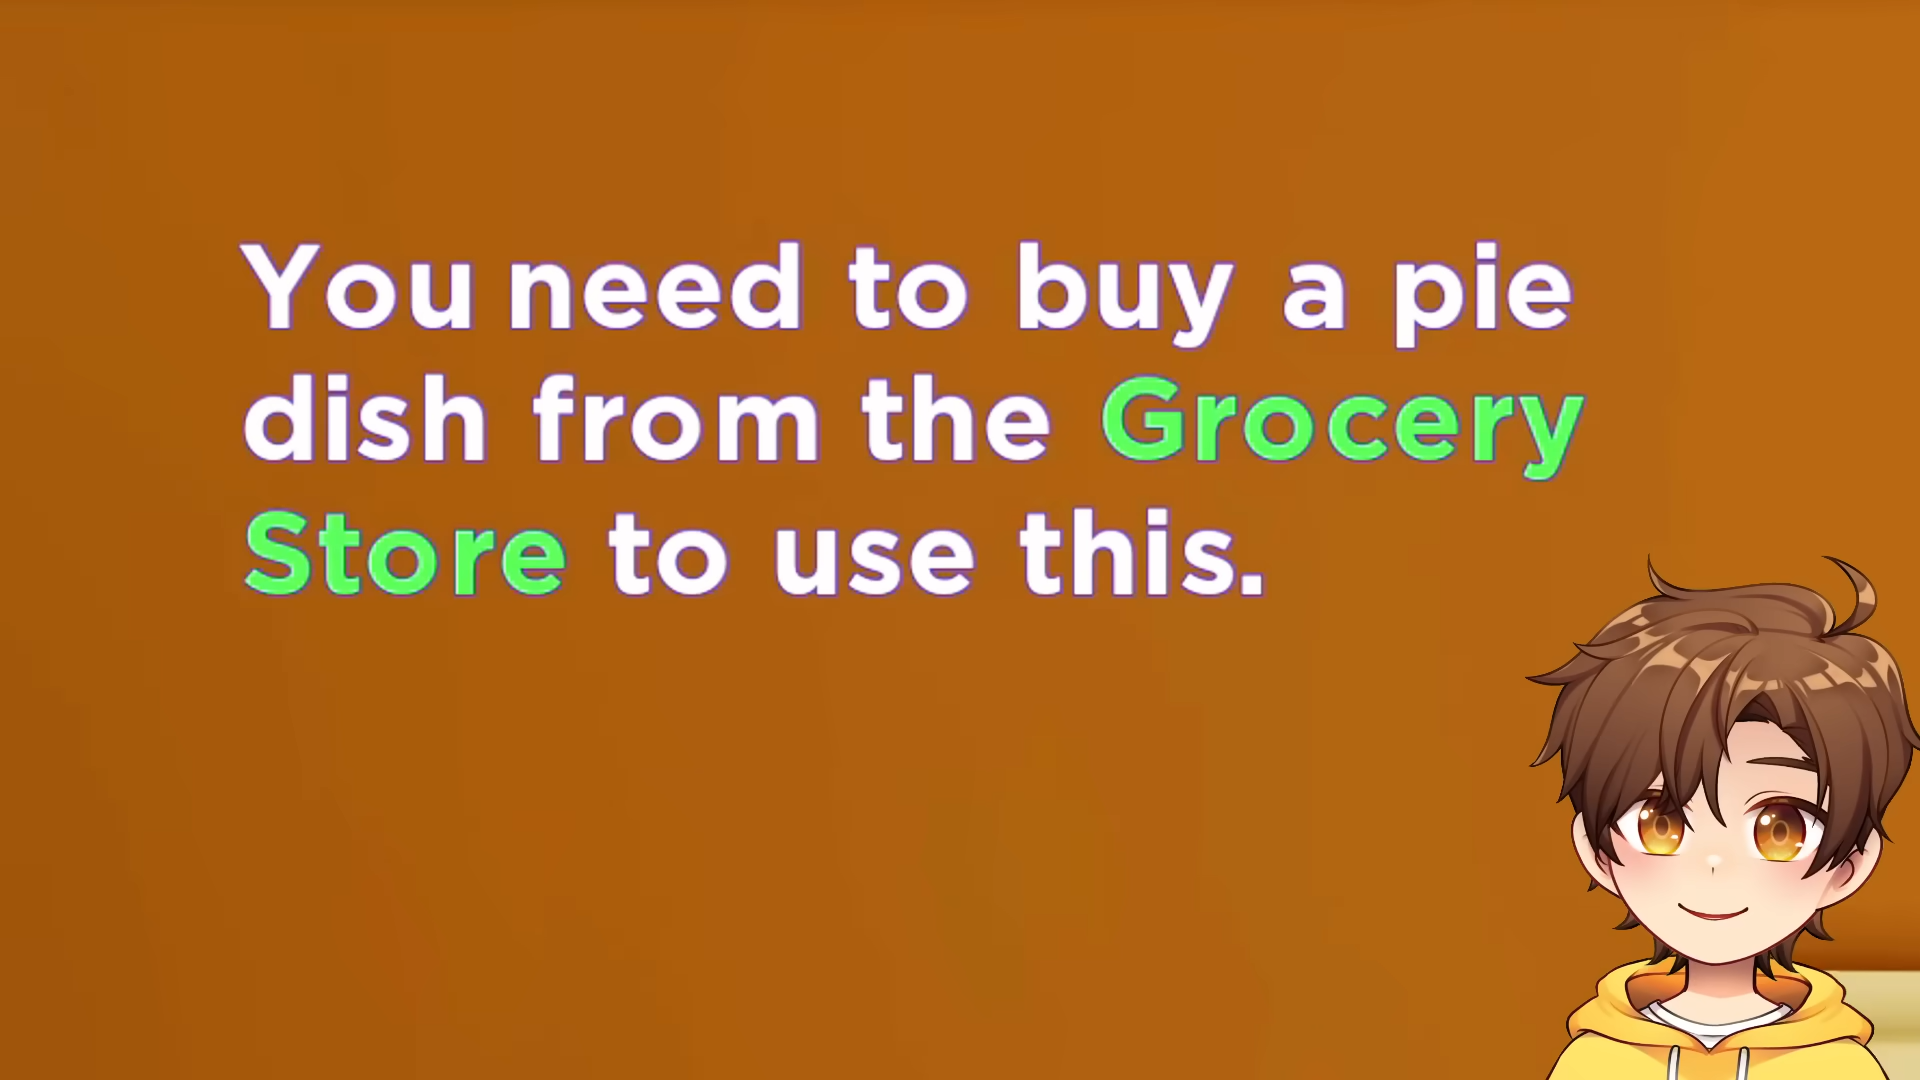 You need to buy a pie
dish from the Grocery
Store to use this.